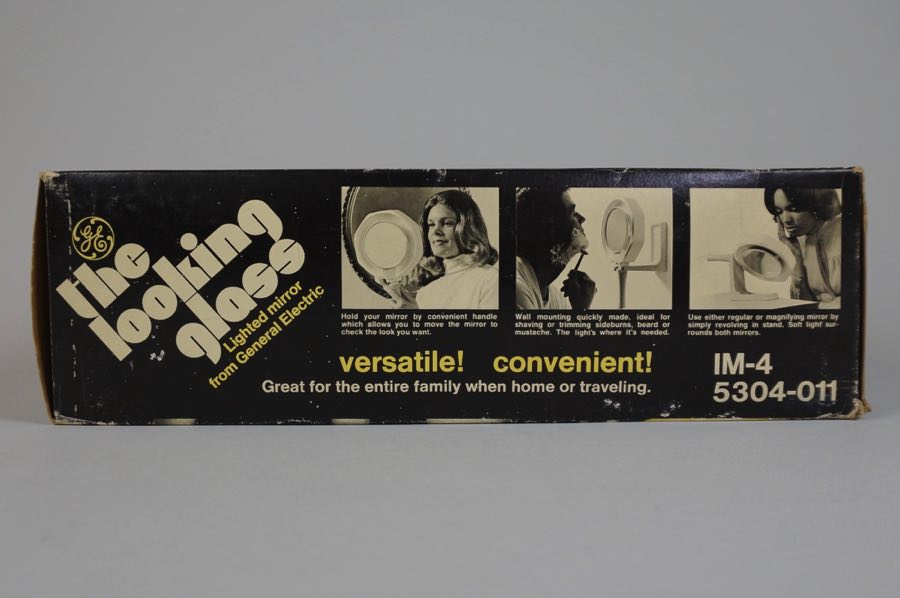 GE
the
looking
glass
Lighted mirror
from General Electric
Hold your mirror by convenient handle
which allows you to move the mirror to
check the look you want.
Wall mounting quickly made, ideal for
shaving or trimming sideburns, beard or
mustache. The light's where it's needed.
Use either regular or magnifying mirror by
simply revolving in stand. Soft light sur-
rounds both mirrors.
versatile! convenient!
Great for the entire family when home or traveling.
IM-4
5304-011